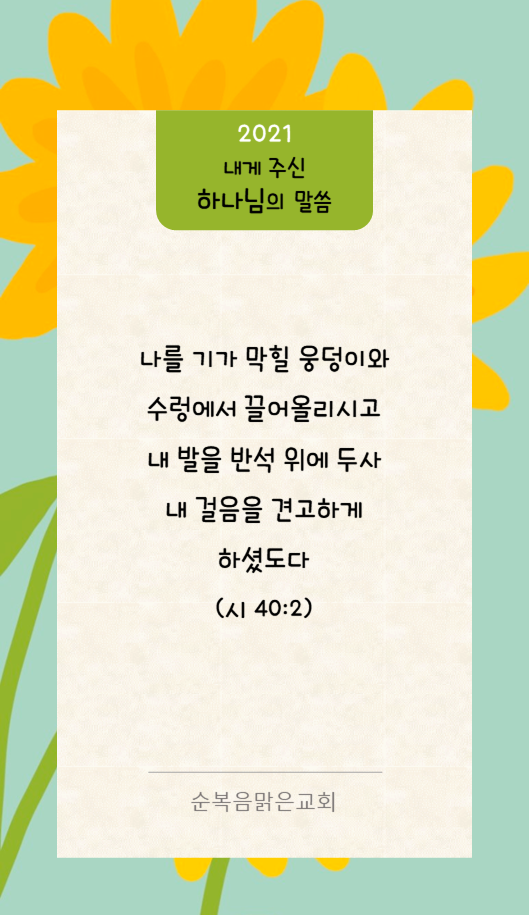 2021
내게 주신
하나님의 말씀
나를 기가 막힐 웅덩이와
수렁에서 끌어올리시고
내 발을 반석 위에 두사
내 걸음을 견고하게
하셨도다
(시 40:2)
순복음맑은교회